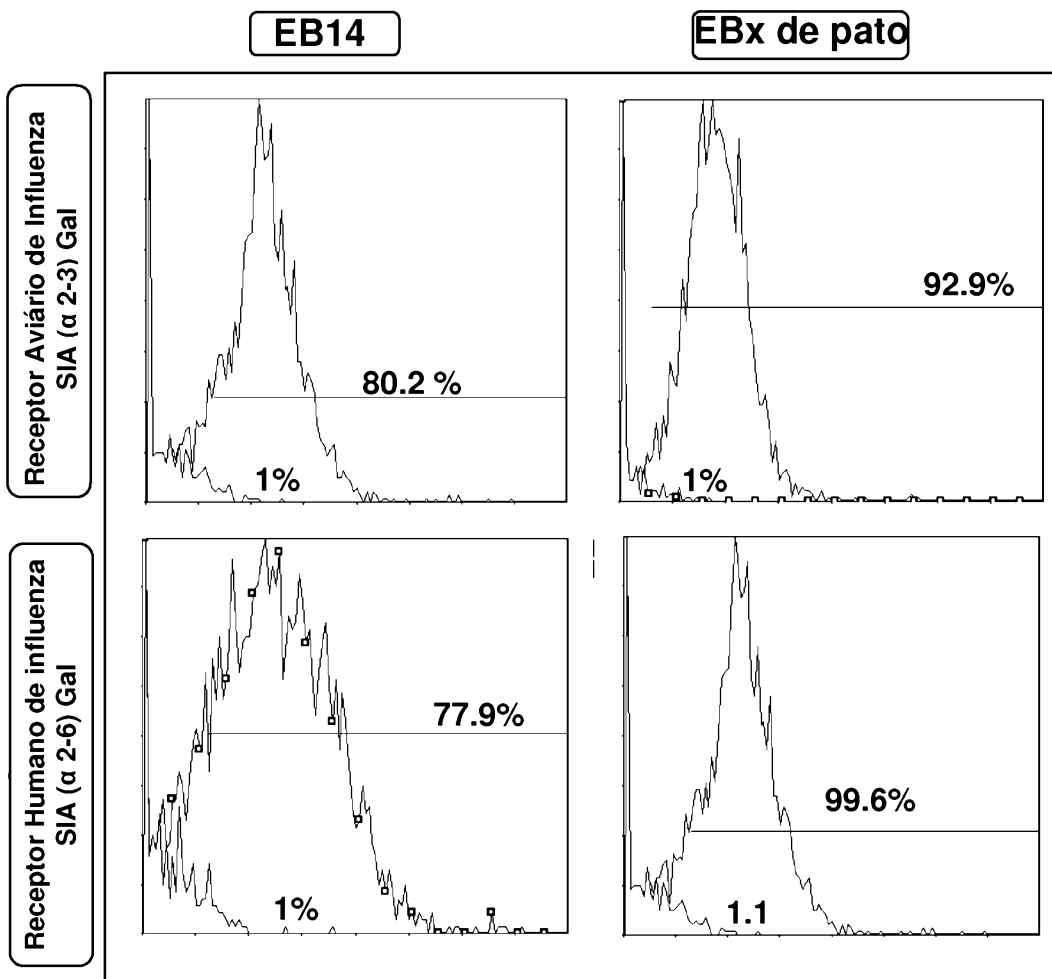 EB14
EBx de pato
Receptor Aviário de Influenza
SIA (α 2-3) Gal
80.2 %
1%
92.9%
1%
Receptor Humano de influenza
SIA (α 2-6) Gal
77.9%
1%
99.6%
1.1